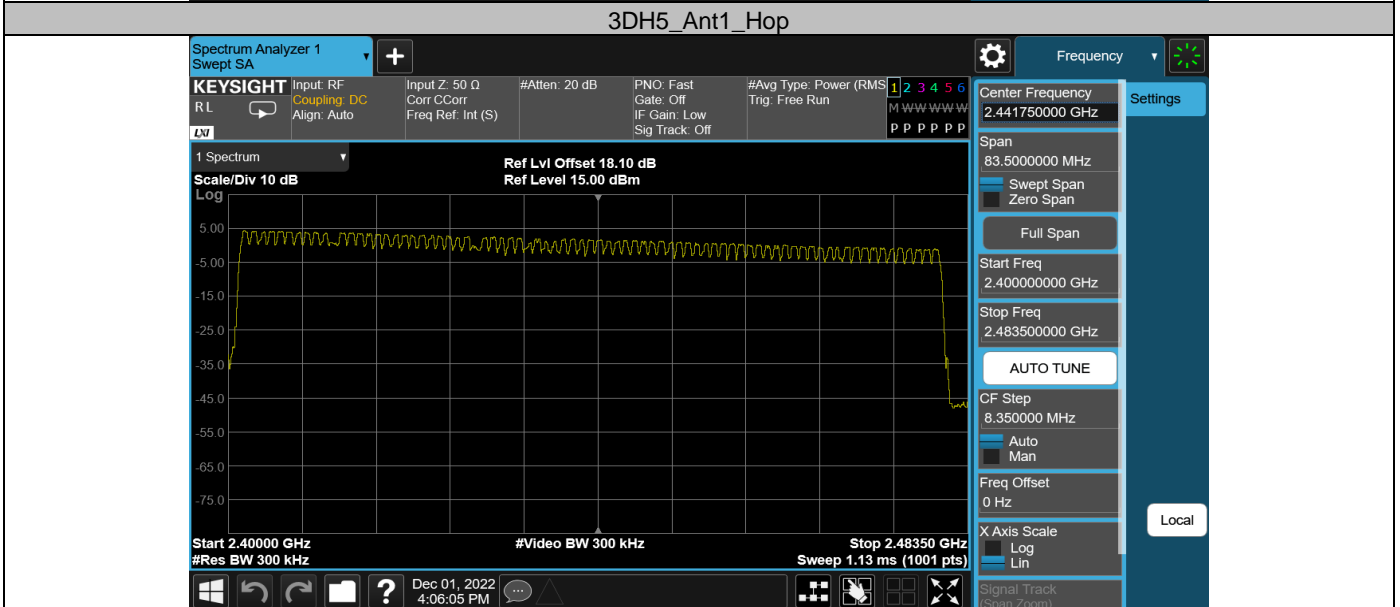 3DH5_Ant1_Hop
Spectrum Analyzer 1
Swept SA
+
Frequency
KEYSIGHT
R L
LXI
Input: RF
Coupling: DC
Align: Auto
Input Z: 50 Ω
Corr CCorr
Freq Ref: Int (S)
#Atten: 20 dB
PNO: Fast
Gate: Off
IF Gain: Low
Sig Track: Off
#Avg Type: Power (RMS
Trig: Free Run
1 2 3 4 5 6
M W W W W W
P P P P P P
1 Spectrum
Scale/Div 10 dB
Log
Ref Lvl Offset 18.10 dB
Ref Level 15.00 dBm
5.00
-5.00
-15.0
-25.0
-35.0
-45.0
-55.0
-65.0
-75.0
Start 2.40000 GHz
#Res BW 300 kHz
#Video BW 300 kHz
Stop 2.48350 GHz
Sweep 1.13 ms (1001 pts)
Center Frequency
2.441750000 GHz
Settings
Span
83.5000000 MHz
Swept Span
Zero Span
Full Span
Start Freq
2.400000000 GHz
Stop Freq
2.483500000 GHz
AUTO TUNE
CF Step
8.350000 MHz
Auto
Man
Freq Offset
0 Hz
X Axis Scale
Log
Lin
Signal Track
(Span Zoom)
Local
?
Dec 01, 2022
4:06:05 PM